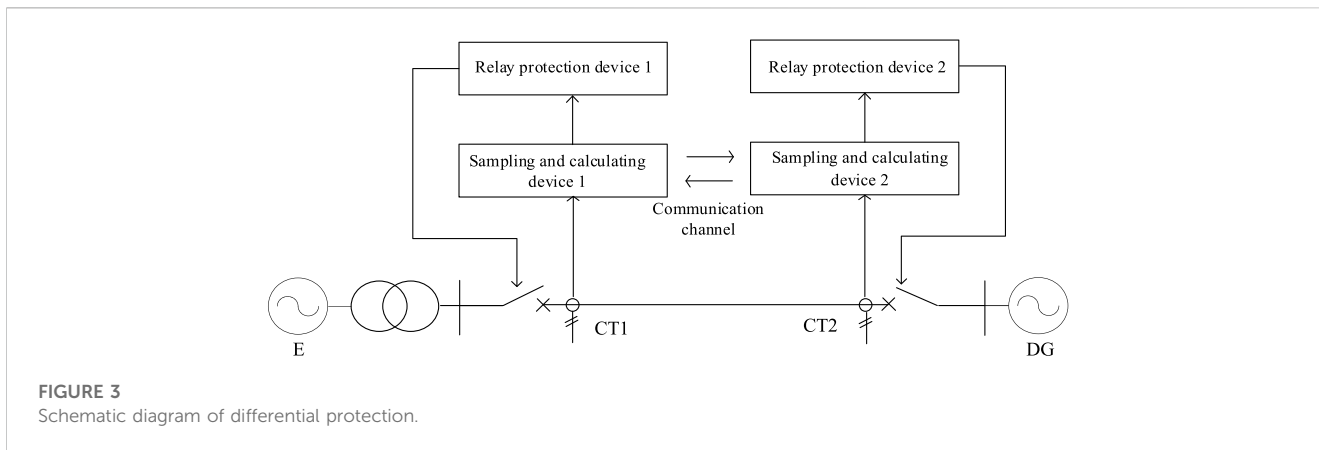 Relay protection device 1
Relay protection device 2
Sampling and calculating
device 1
Sampling and calculating
device 2
Communication
channel
CT1
CT2
E
DG
FIGURE 3
Schematic diagram of differential protection.